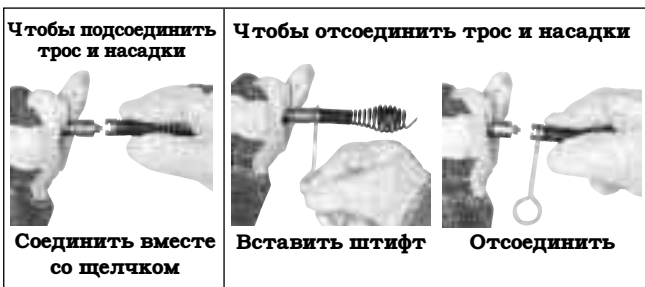 Чтобы подсоединить
трос и насадки
Соединить вместе
со щелчком
Чтобы отсоединить трос и насадки
Вставить штифт
Отсоединить